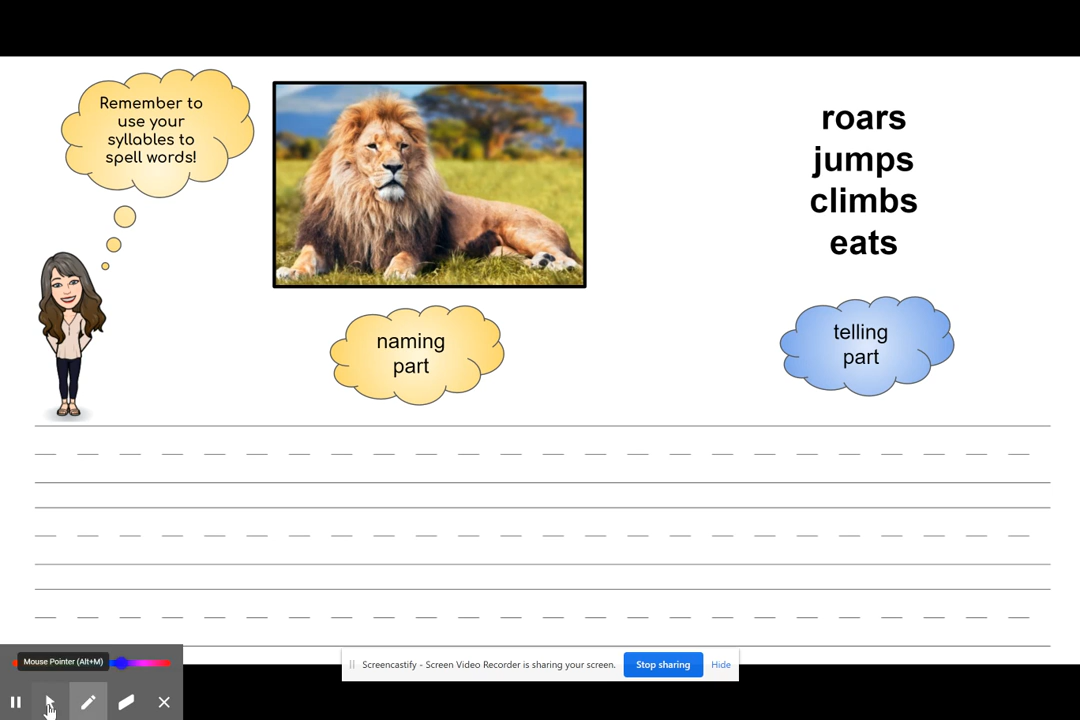 Remember to
use your
syllables to
spell words!
roars
jumps
climbs
eats
naming
part
telling
part
Mouse Pointer (Alt+M)
Screencastify - Screen Video Recorder is sharing your screen.
Stop sharing
Hide